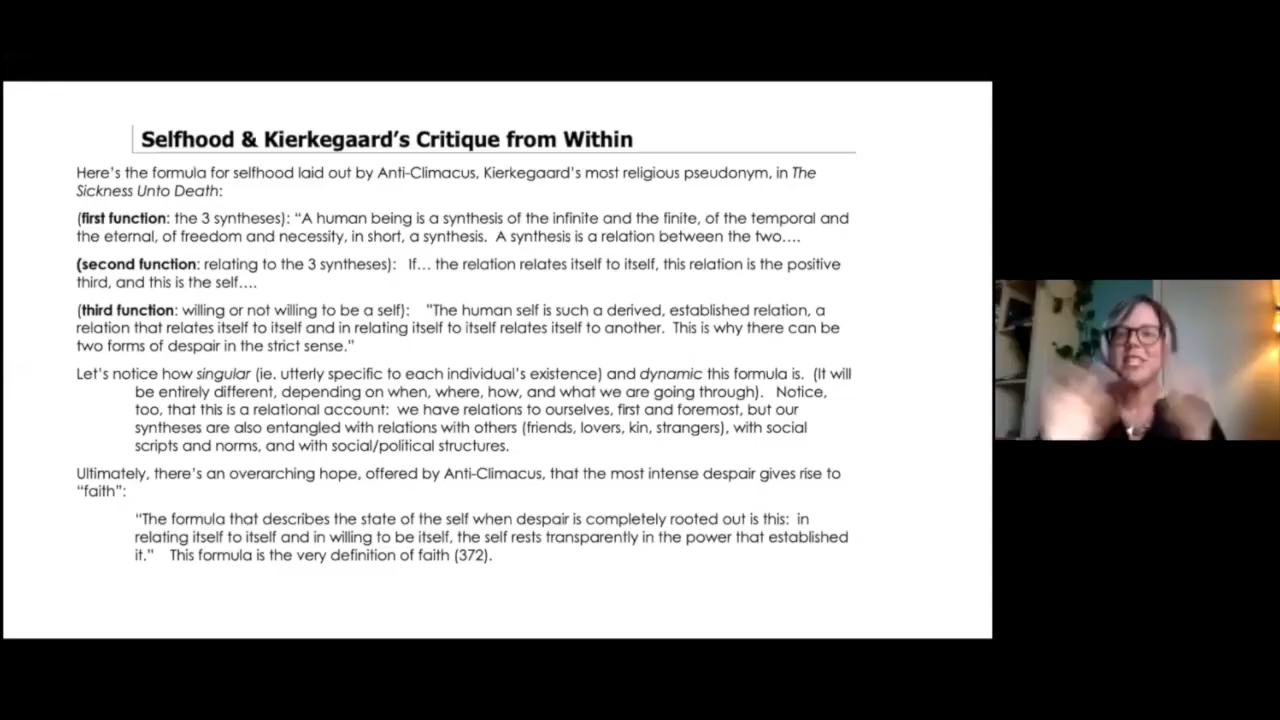 Selfhood & Kierkegaard's Critique from Within
Here's the formula for selfhood laid out by Anti-Climacus, Kierkegaard's most religious pseudonym, in The
Sickness Unto Death:
(first function: the 3 syntheses): "A human being is a synthesis of the infinite and the finite, of the temporal and
the eternal, of freedom and necessity, in short, a synthesis. A synthesis is a relation between the two....
(second function: relating to the 3 syntheses): If... the relation relates itself to itself, this relation is the positive
third, and this is the self....
(third function: willing or not willing to be a self): "The human self is such a derived, established relation, a
relation that relates itself to itself and in relating itself to itself relates itself to another. This is why there can be
two forms of despair in the strict sense."
Let's notice how singular (ie. utterly specific to each individual's existence) and dynamic this formula is. (It will
be entirely different, depending on when, where, how, and what we are going through). Notice,
too, that this is a relational account: we have relations to ourselves, first and foremost, but our
syntheses are also entangled with relations with others (friends, lovers, kin, strangers), with social
scripts and norms, and with social/political structures.
Ultimately, there's an overarching hope, offered by Anti-Climacus, that the most intense despair gives rise to
"faith":
"The formula that describes the state of the self when despair is completely rooted out is this: in
relating itself to itself and in willing to be itself, the self rests transparently in the power that established
it." This formula is the very definition of faith (372).